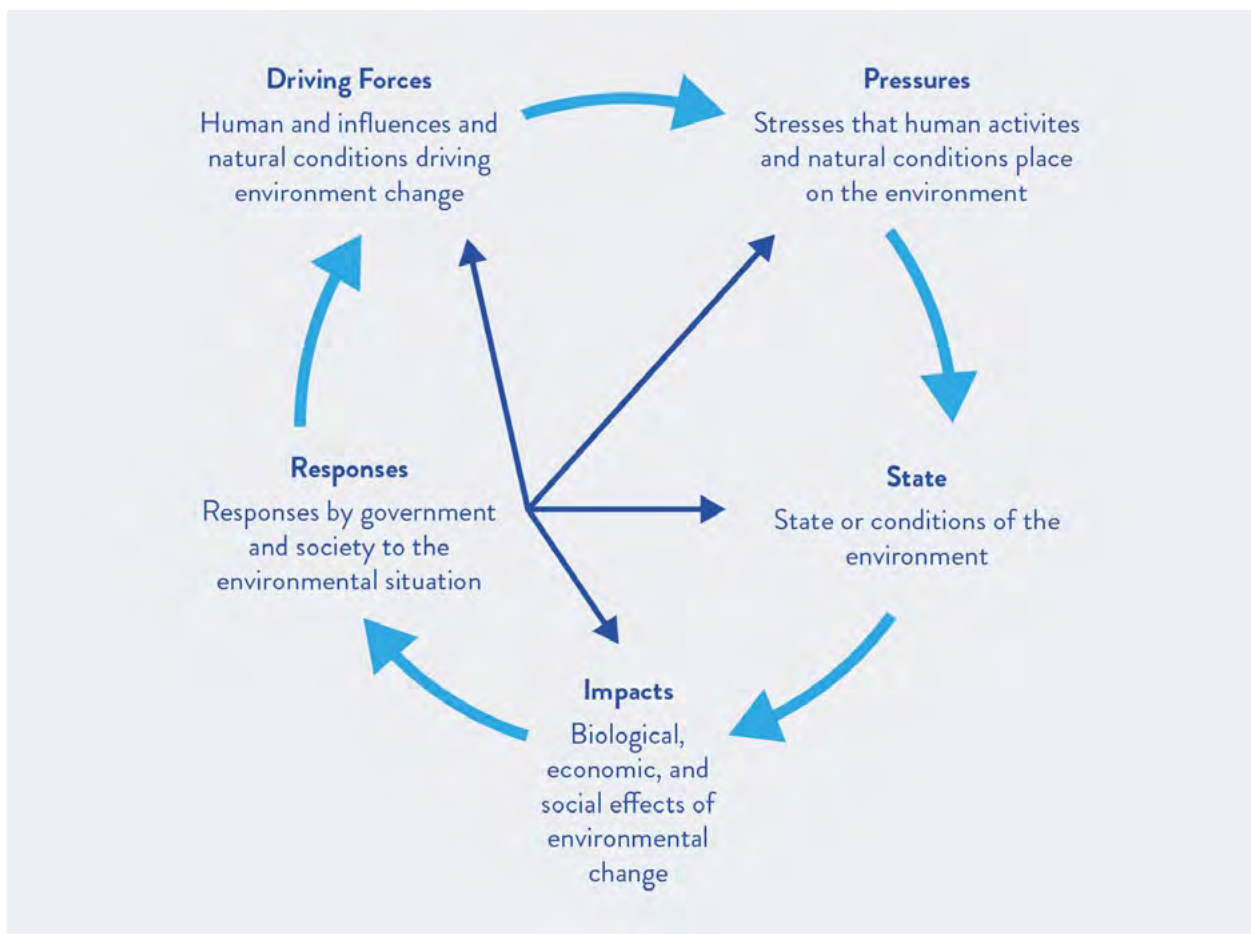 Driving Forces
Human and influences and
natural conditions driving
environment change
Pressures
Stresses that human activites
and natural conditions place
on the environment
Responses
Responses by government
and society to the
environmental situation
State
State or conditions of the
environment
Impacts
Biological,
economic, and
social effects of
environmental
change